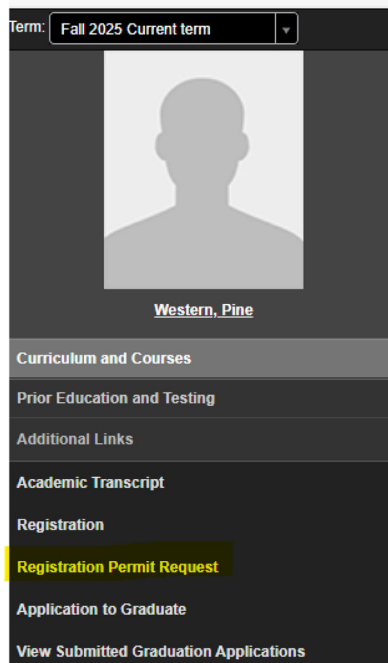 Term: Fall 2025 Current term
Western, Pine
Curriculum and Courses
Prior Education and Testing
Additional Links
Academic Transcript
Registration
Registration Permit Request
Application to Graduate
View Submitted Graduation Applications